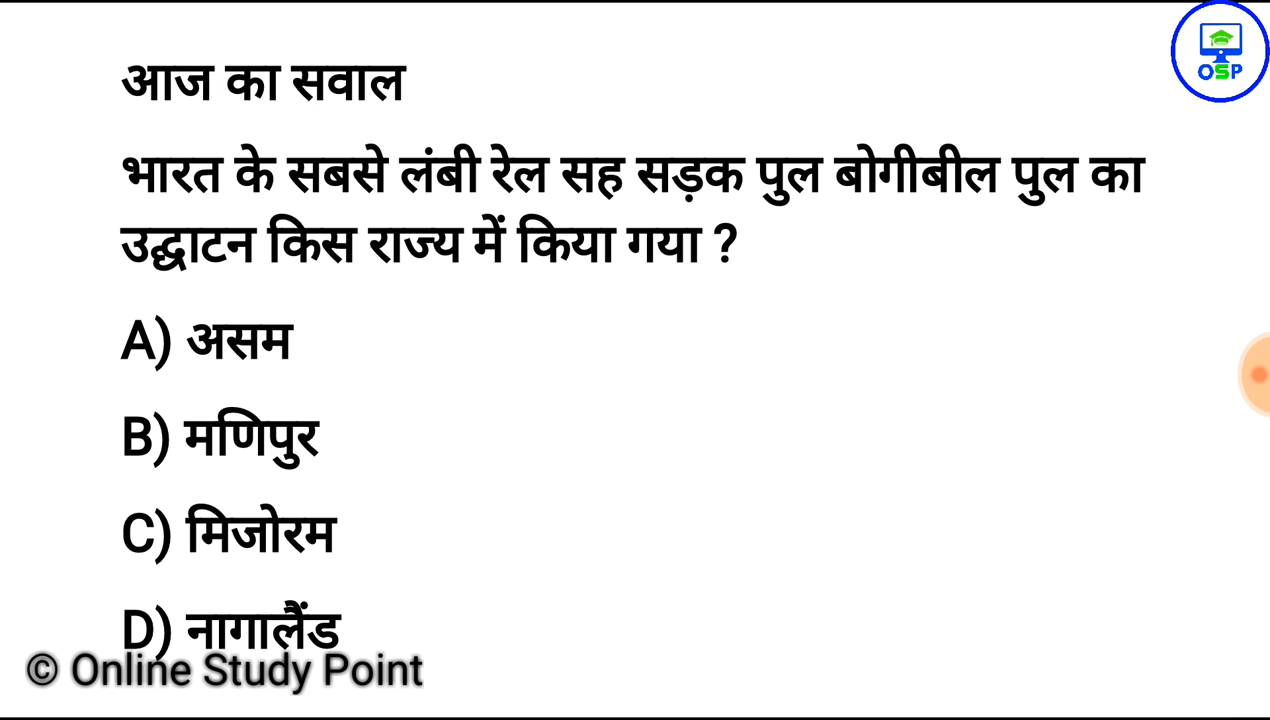 OSP
आज का सवाल
भारत के सबसे लंबी रेल सह सड़क पुल बोगीबील पुल का
उद्घाटन किस राज्य में किया गया ?
A) असम
B) मणिपुर
C) मिजोरम
D) नागालैंड
© Online Study Point